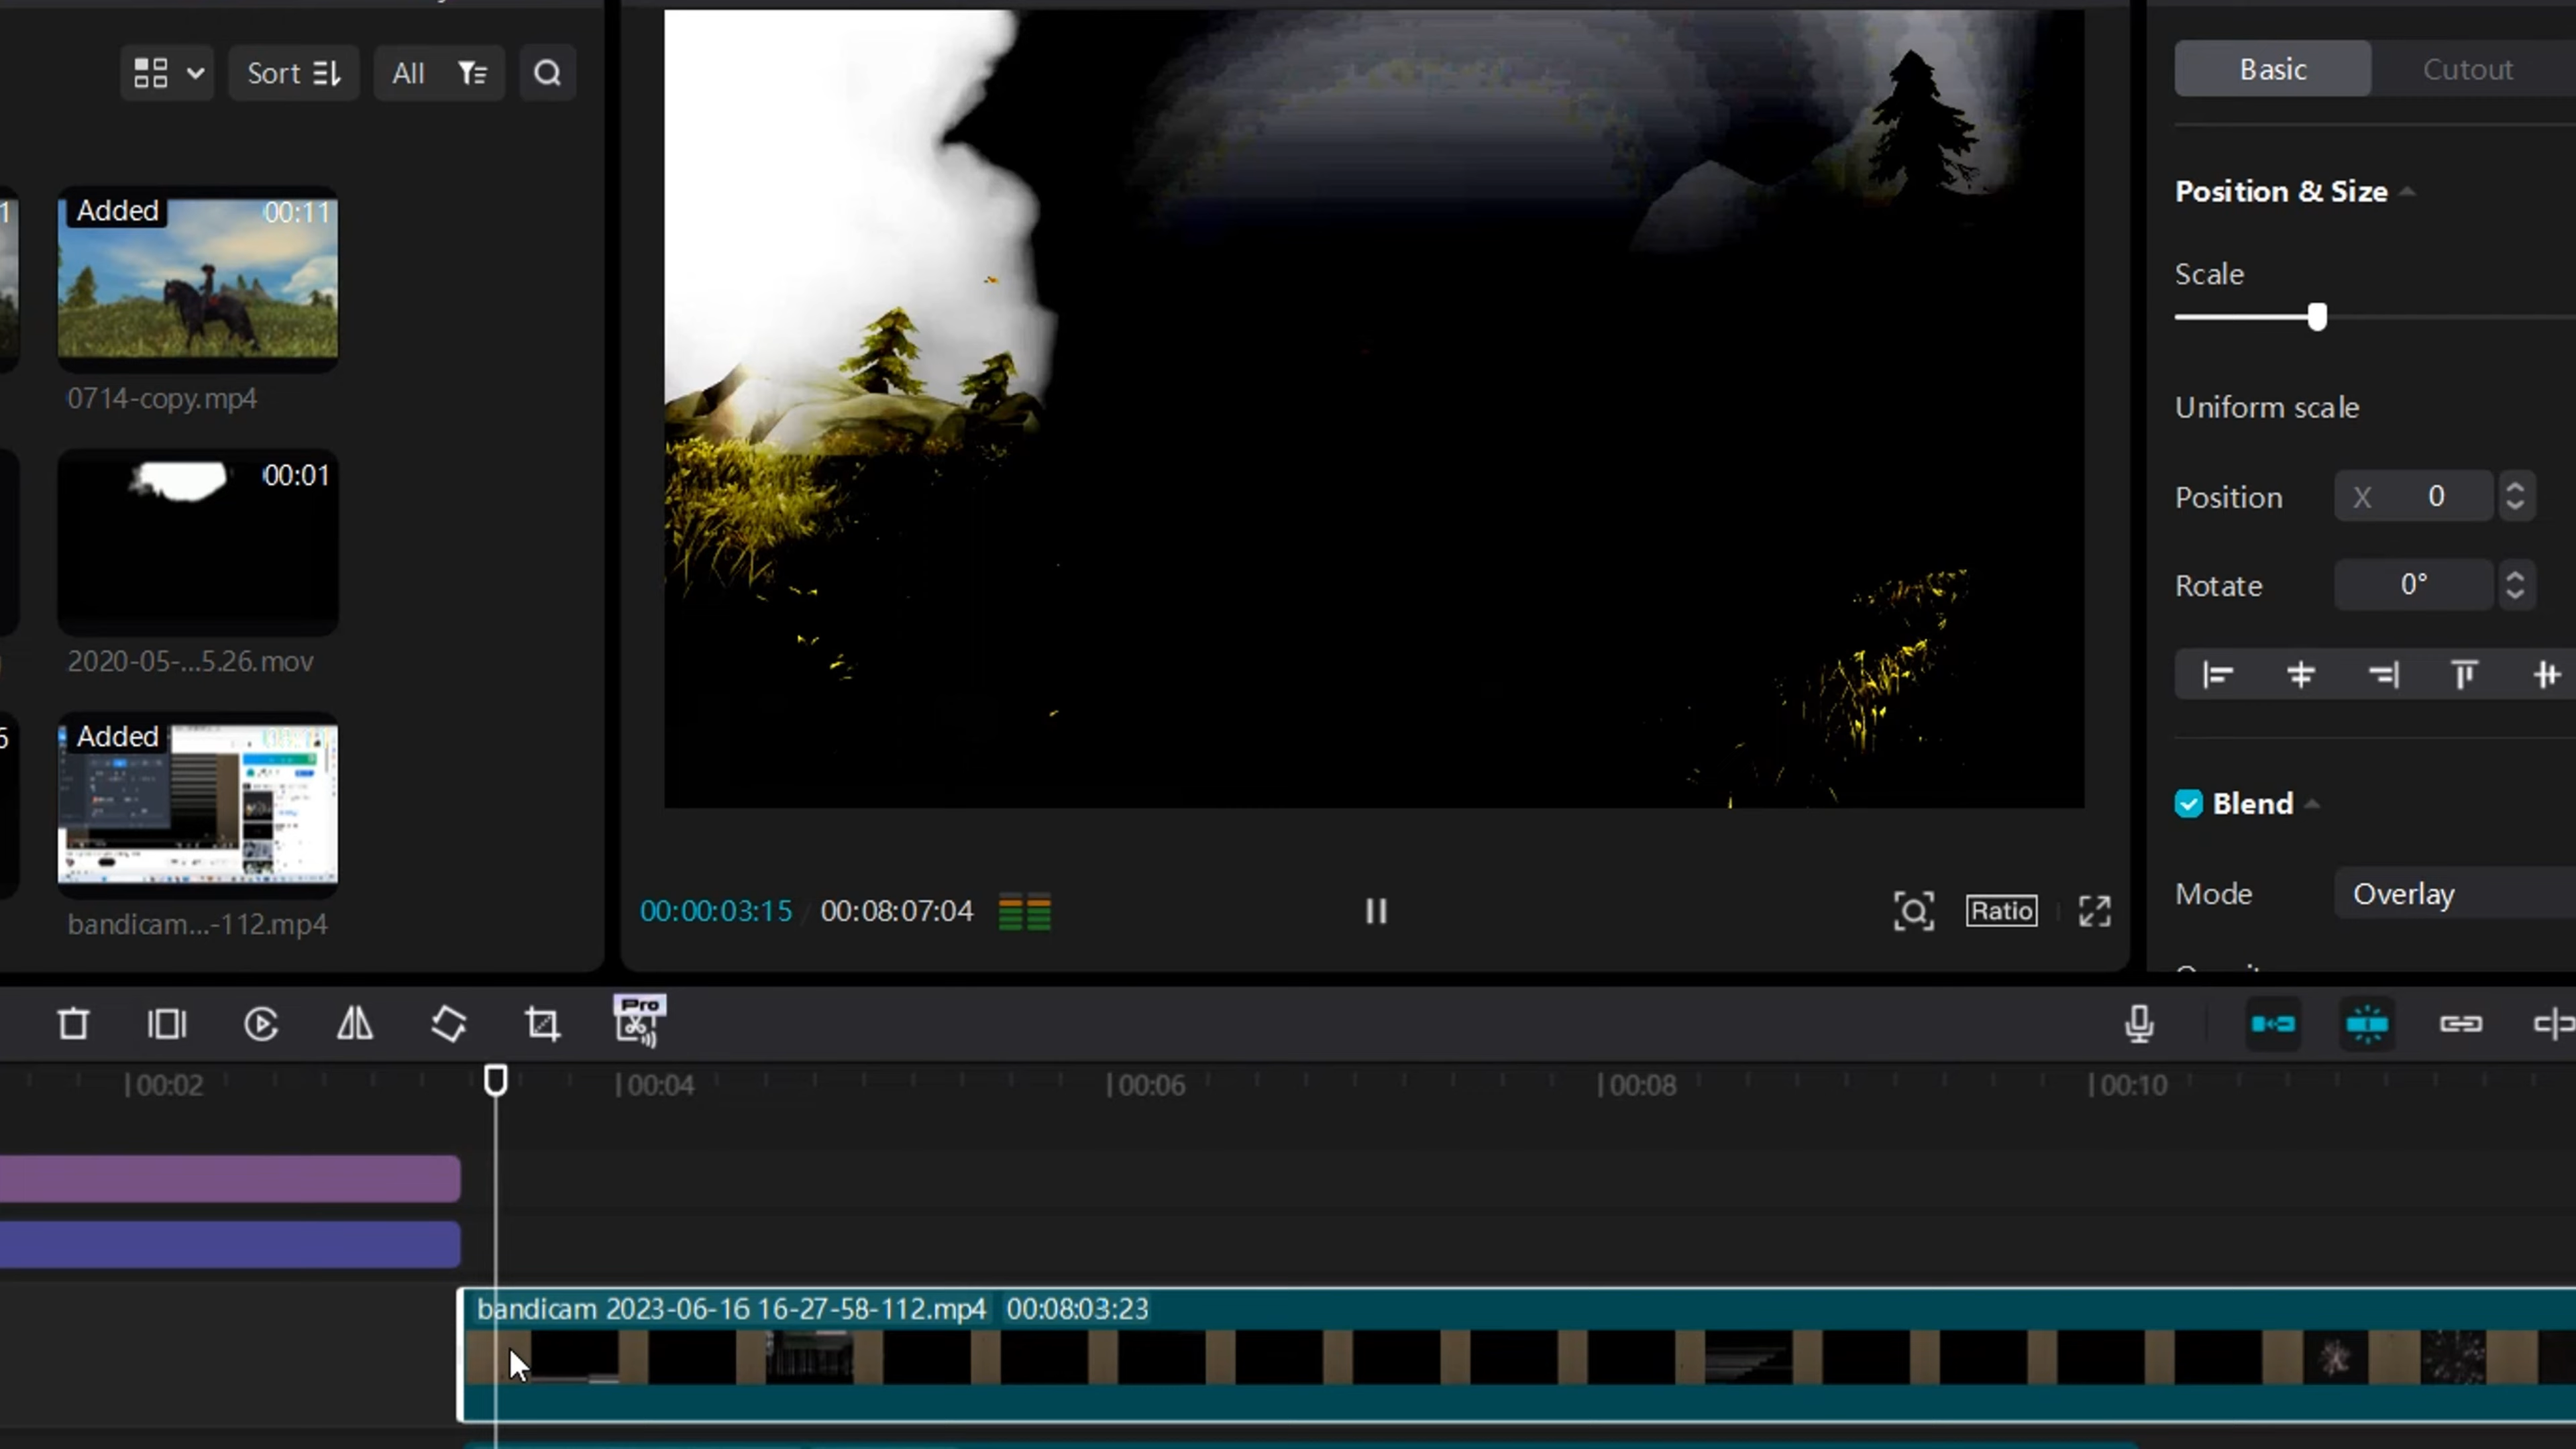 Sort
All
Basic
Cutout
Position & Size
Scale
Uniform scale
Position
X
0
Rotate
0°
Blend
Mode
Overlay
1
Added
00:11
0714-copy.mp4
00:01
2020-05-...5.26.mov
Added
bandicam...-112.mp4
00:00:03:15 / 00:08:07:04
Ratio
Pro
00:02
00:04
00:06
00:08
00:10
bandicam 2023-06-16 16-27-58-112.mp4 00:08:03:23